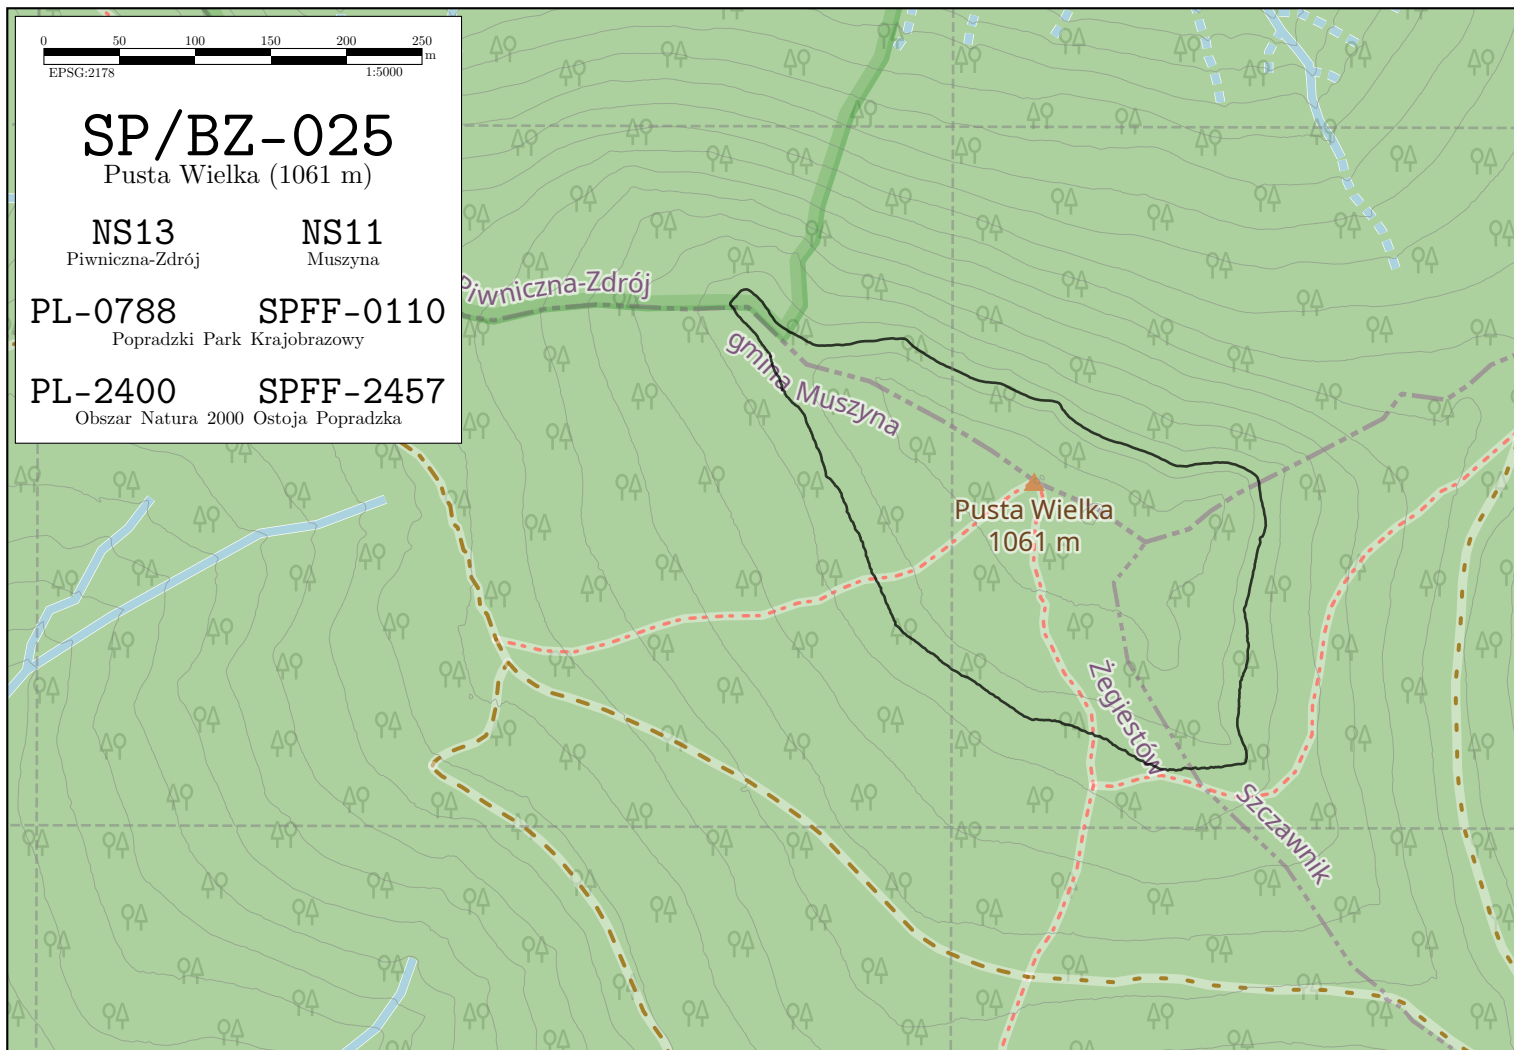 0 50 100 150 200 250
m
EPSG:2178 1:5000
SP/BZ-025
Pusta Wielka (1061 m)
NS13 NS11
Piwniczna-Zdrój Muszyna
PL-0788 SPFF-0110
Popradzki Park Krajobrazowy
PL-2400 SPFF-2457
Obszar Natura 2000 Ostoja Popradzka
Piwniczna-Zdrój
gmina Muszyna
Pusta Wielka
1061 m
Żegiestów
Szczawnik